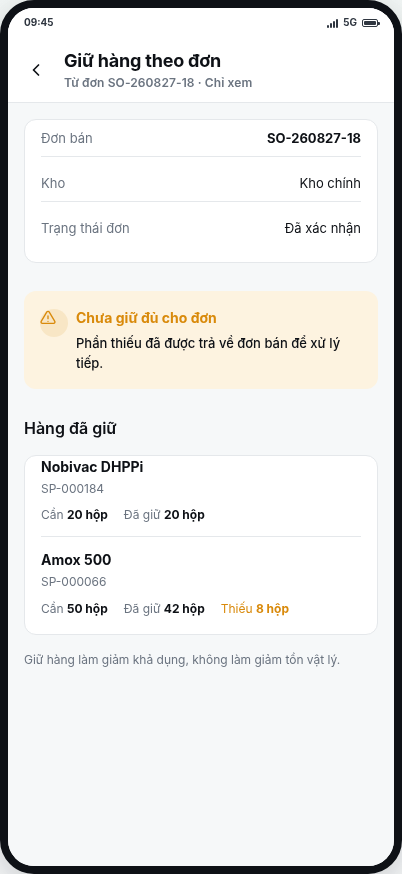 09:45
5G
Giữ hàng theo đơn
Từ đơn SO-260827-18 · Chỉ xem
Đơn bán SO-260827-18
Kho Kho chính
Trạng thái đơn Đã xác nhận
Chưa giữ đủ cho đơn
Phần thiếu đã được trả về đơn bán để xử lý
tiếp.
Hàng đã giữ
Nobivac DHPPi
SP-000184
Cần 20 hộp Đã giữ 20 hộp
Amox 500
SP-000066
Cần 50 hộp Đã giữ 42 hộp Thiếu 8 hộp
Giữ hàng làm giảm khả dụng, không làm giảm tồn vật lý.